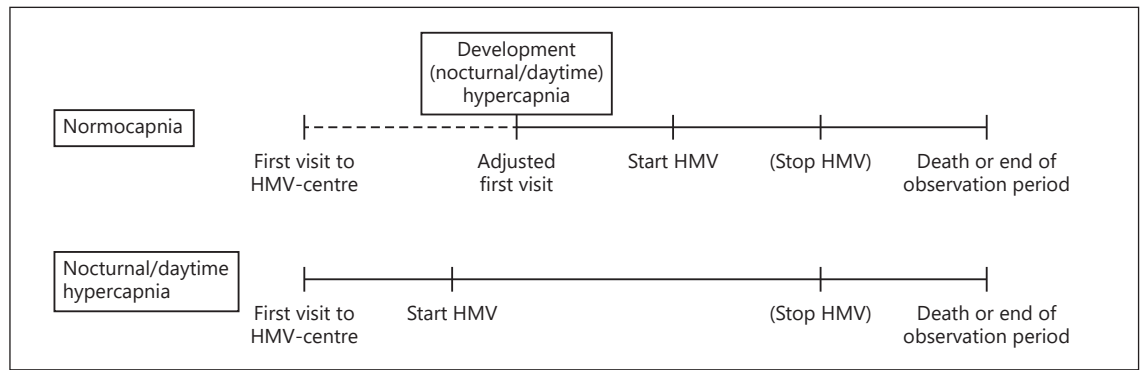 Development
(nocturnal/daytime)
hypercapnia
Normocapnia
First visit to
HMV-centre
Adjusted
first visit
Start HMV
(Stop HMV)
Death or end of
observation period
Nocturnal/daytime
hypercapnia
First visit to
HMV-centre
Start HMV
(Stop HMV)
Death or end of
observation period